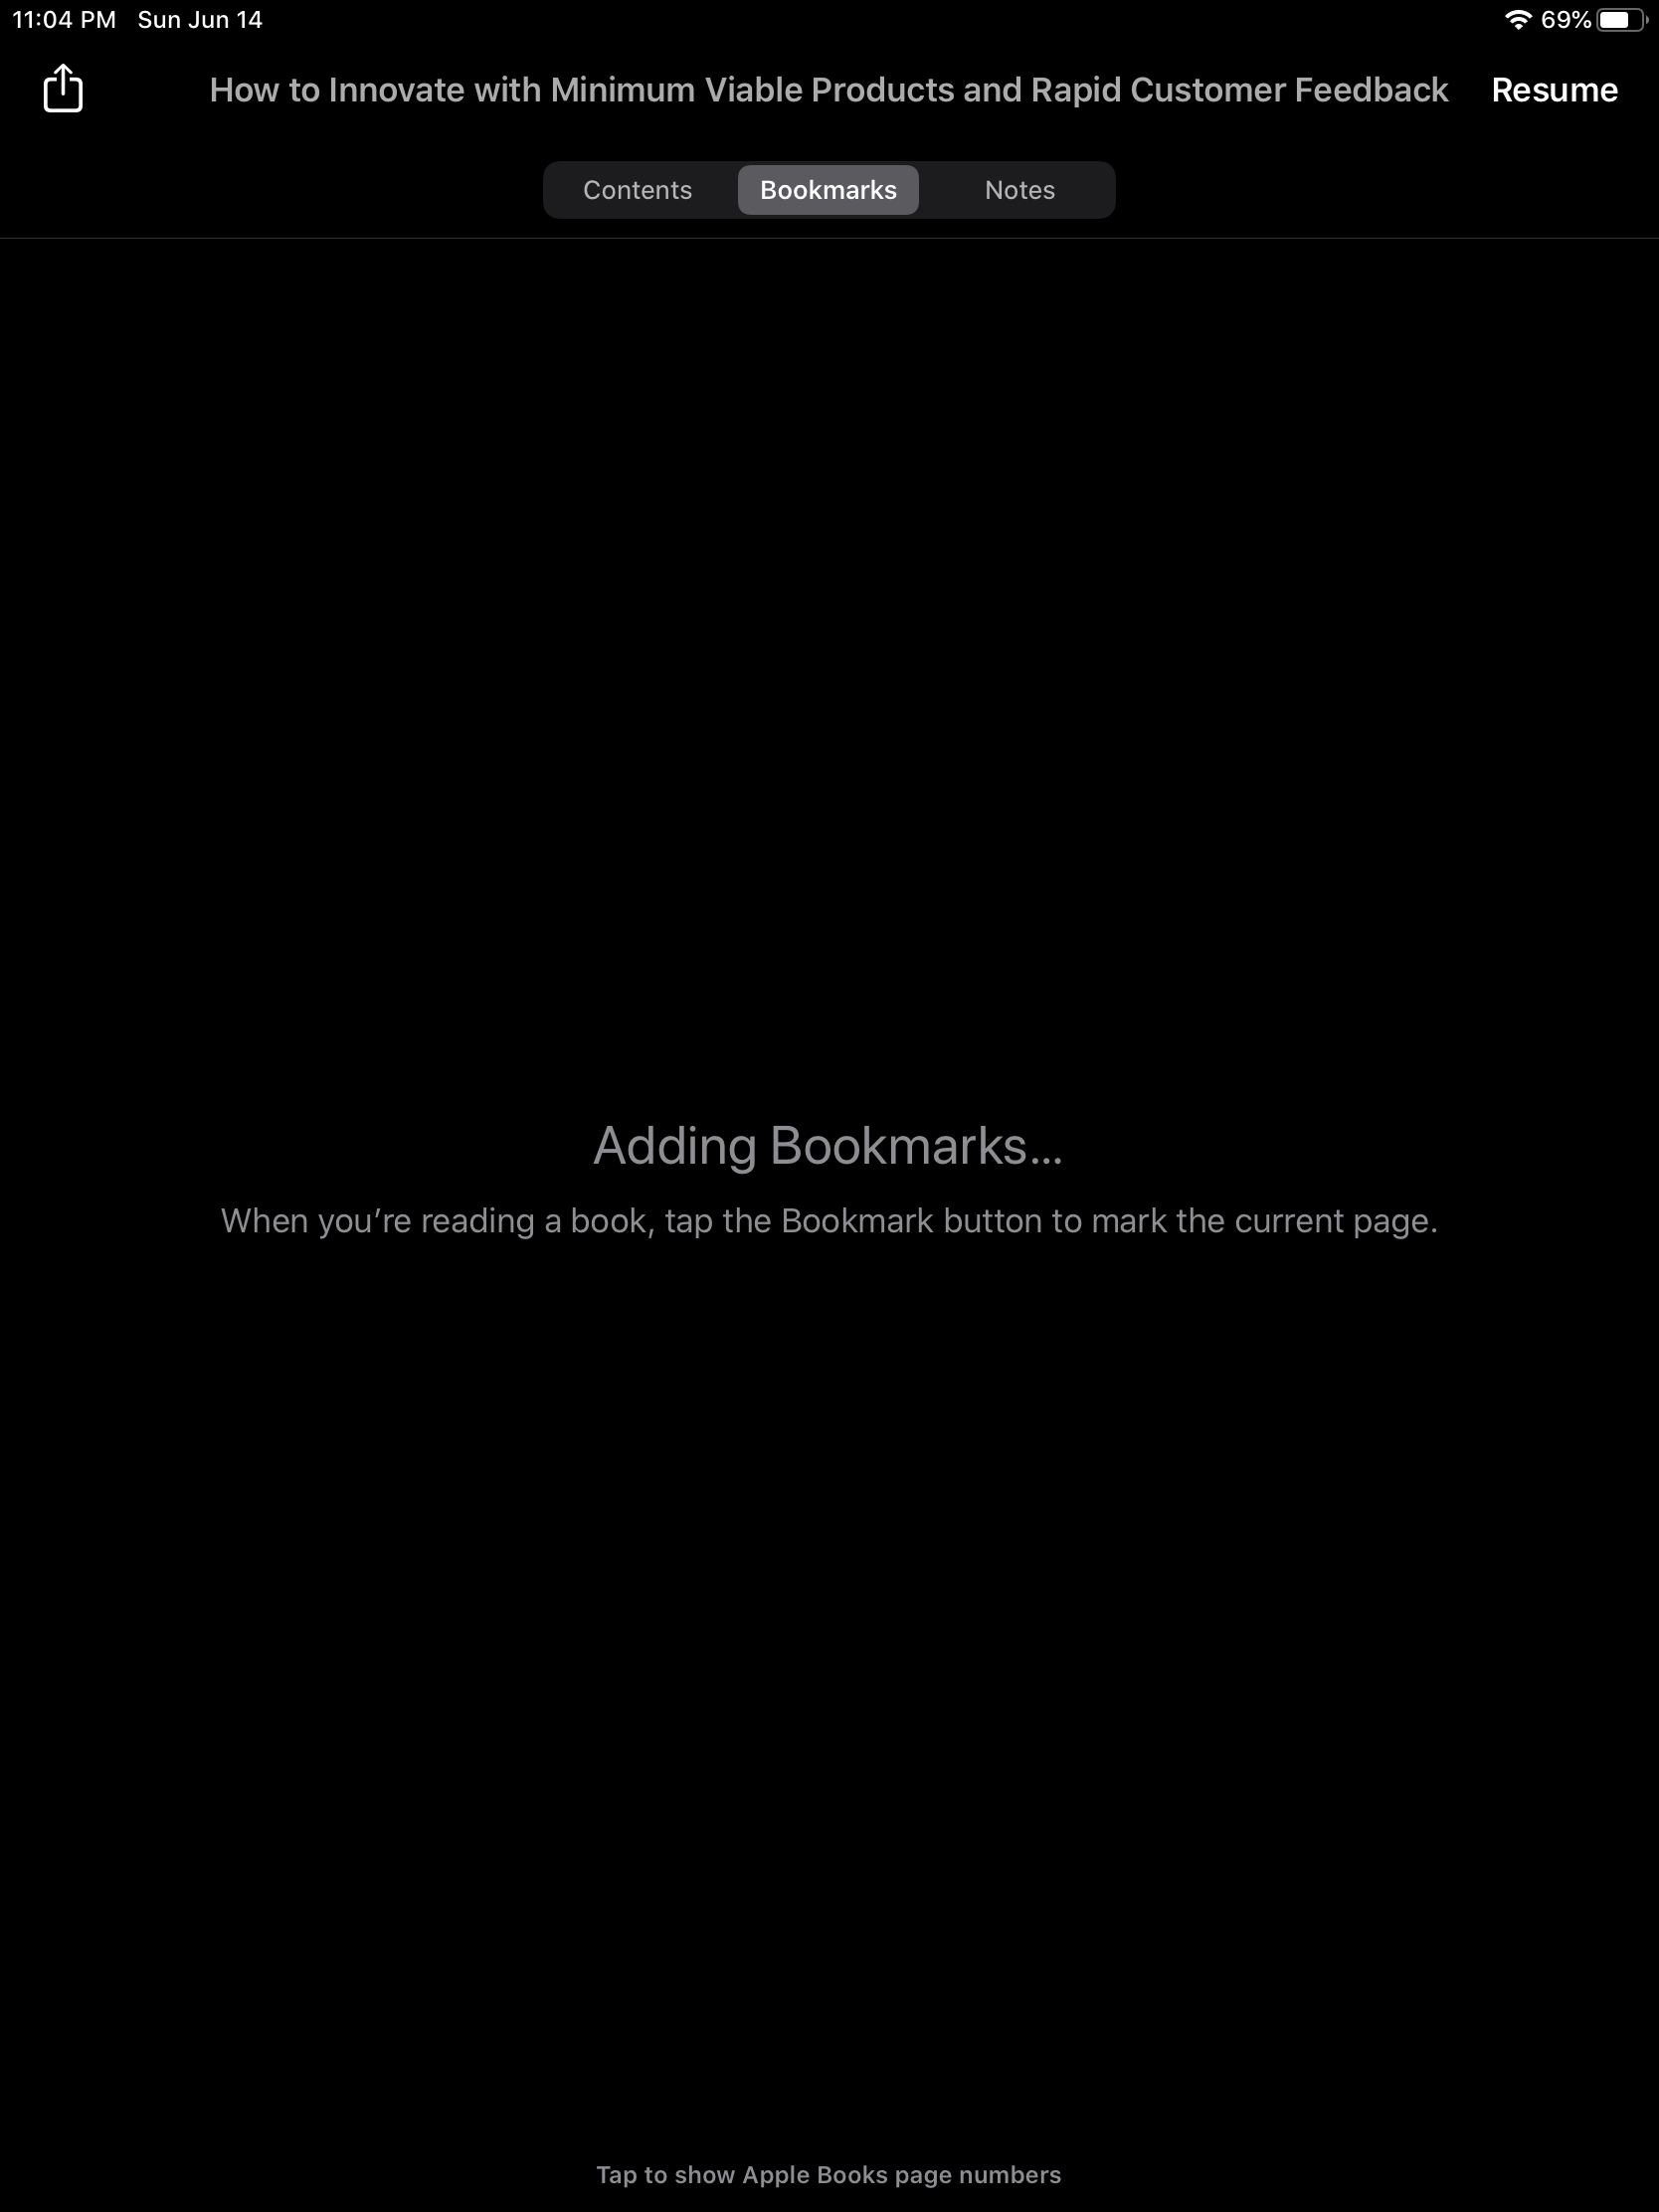 11:04 PM Sun Jun 14 69%
How to Innovate with Minimum Viable Products and Rapid Customer Feedback Resume
Contents Bookmarks Notes
Adding Bookmarks...
When you’re reading a book, tap the Bookmark button to mark the current page.
Tap to show Apple Books page numbers